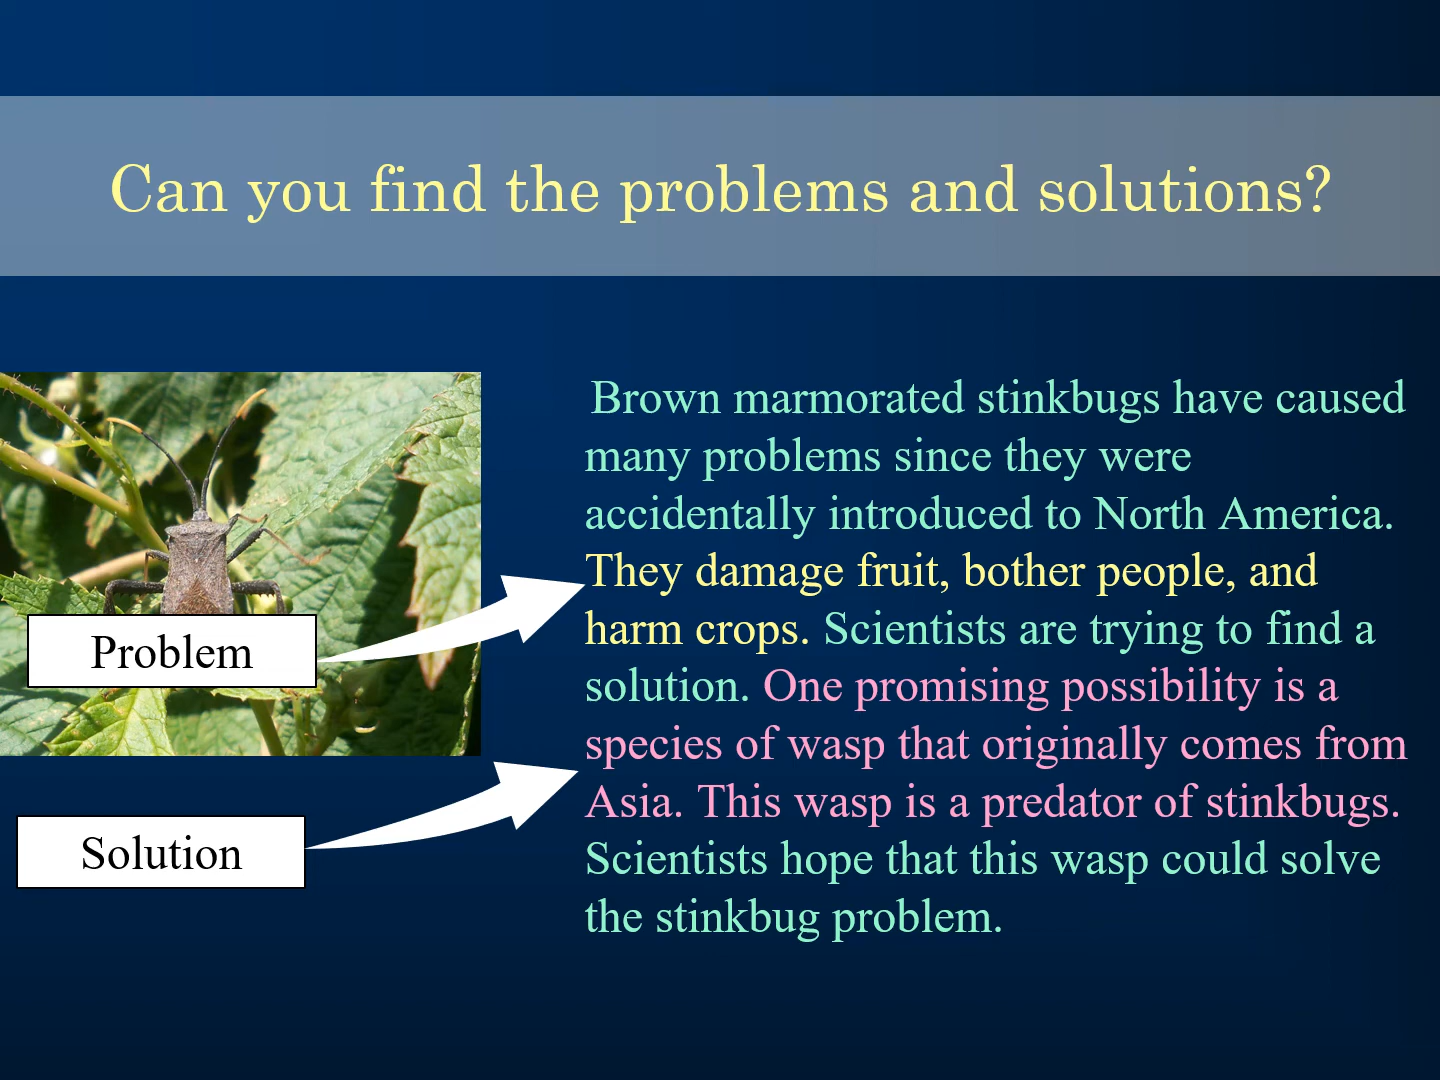 Can you find the problems and solutions?
Brown marmorated stinkbugs have caused
many problems since they were
accidentally introduced to North America.
They damage fruit, bother people, and
harm crops. Scientists are trying to find a
solution. One promising possibility is a
species of wasp that originally comes from
Asia. This wasp is a predator of stinkbugs.
Scientists hope that this wasp could solve
the stinkbug problem.
Problem
Solution